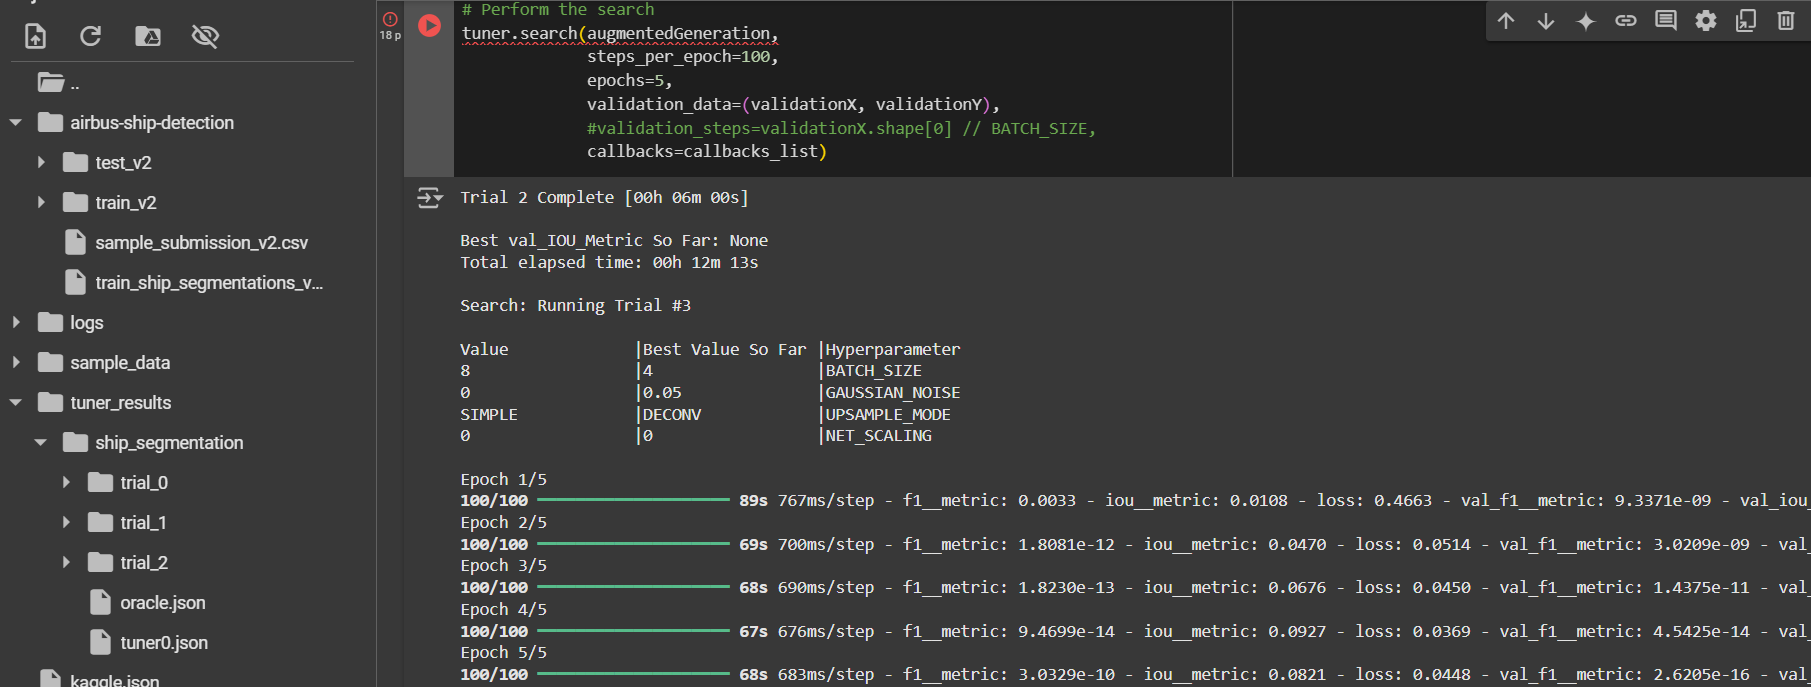 ..
airbus-ship-detection
test_v2
train_v2
sample_submission_v2.csv
train_ship_segmentations_v...
logs
sample_data
tuner_results
ship_segmentation
trial_0
trial_1
trial_2
oracle.json
tuner0.json
kaggle.json
18 p
# Perform the search
tuner.search(augmentedGeneration,
steps_per_epoch=100,
epochs=5,
validation_data=(validationX, validationY),
#validation_steps=validationX.shape[0] // BATCH_SIZE,
callbacks=callbacks_list)
Trial 2 Complete [00h 06m 00s]
Best val_IOU_Metric So Far: None
Total elapsed time: 00h 12m 13s
Search: Running Trial #3
Value |Best Value So Far |Hyperparameter
8 |4 |BATCH_SIZE
0 |0.05 |GAUSSIAN_NOISE
SIMPLE |DECONV |UPSAMPLE_MODE
0 |0 |NET_SCALING
Epoch 1/5
100/100 89s 767ms/step - f1__metric: 0.0033 - iou__metric: 0.0108 - loss: 0.4663 - val_f1__metric: 9.3371e-09 - val_iou_
Epoch 2/5
100/100 69s 700ms/step - f1__metric: 1.8081e-12 - iou__metric: 0.0470 - loss: 0.0514 - val_f1__metric: 3.0209e-09 - val_
Epoch 3/5
100/100 68s 690ms/step - f1__metric: 1.8230e-13 - iou__metric: 0.0676 - loss: 0.0450 - val_f1__metric: 1.4375e-11 - val_
Epoch 4/5
100/100 67s 676ms/step - f1__metric: 9.4699e-14 - iou__metric: 0.0927 - loss: 0.0369 - val_f1__metric: 4.5425e-14 - val_
Epoch 5/5
100/100 68s 683ms/step - f1__metric: 3.0329e-10 - iou__metric: 0.0821 - loss: 0.0448 - val_f1__metric: 2.6205e-16 - val_